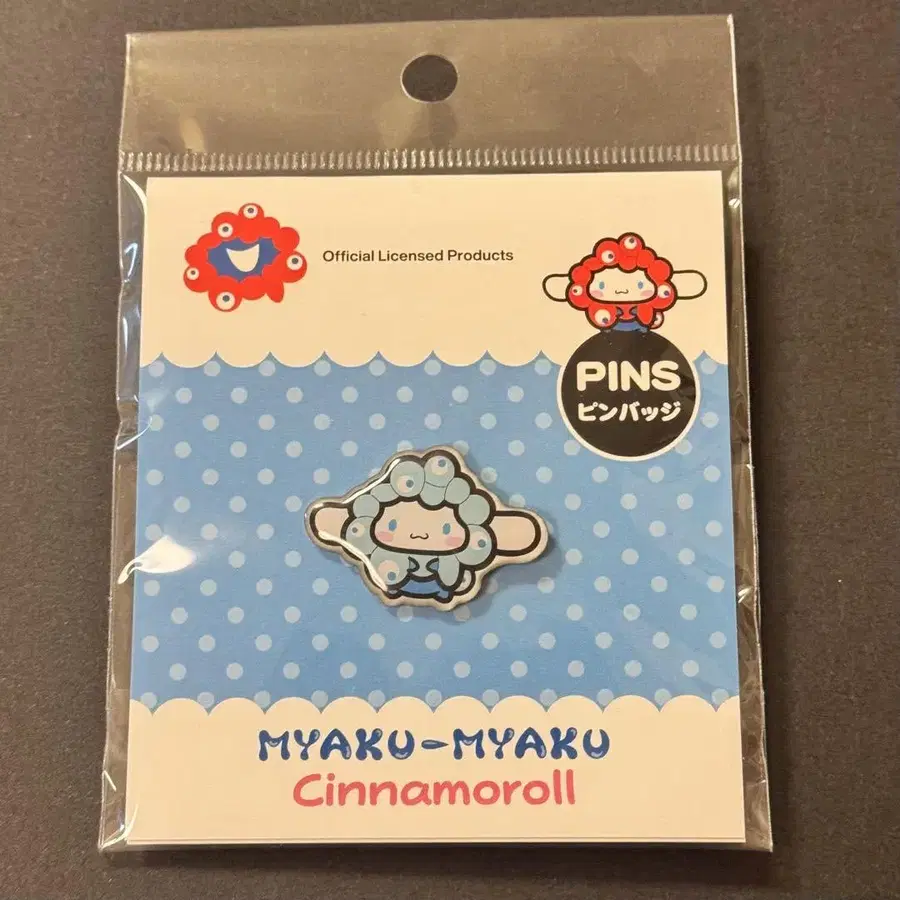 Official Licensed Products
PINS
ピンバッジ
MYAKU-MYAKU
Cinnamoroll